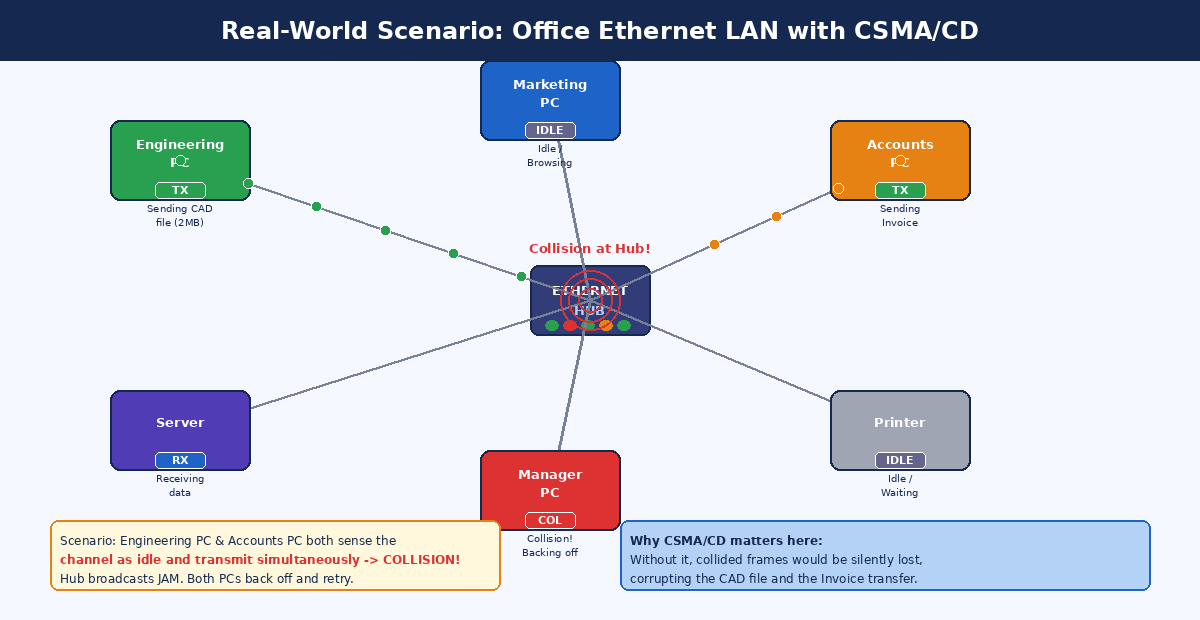 Real-World Scenario: Office Ethernet LAN with CSMA/CD
Marketing
PC
IDLE
Idle /
Browsing
Engineering
PC
TX
Sending CAD
file (2MB)
Accounts
PC
TX
Sending
Invoice
Collision at Hub!
ETHERNET
HUB
Server
RX
Receiving
data
Manager
PC
COL
Collision!
Backing off
Printer
IDLE
Idle /
Waiting
Scenario: Engineering PC & Accounts PC both sense the
channel as idle and transmit simultaneously -> COLLISION!
Hub broadcasts JAM. Both PCs back off and retry.
Why CSMA/CD matters here:
Without it, collided frames would be silently lost,
corrupting the CAD file and the Invoice transfer.